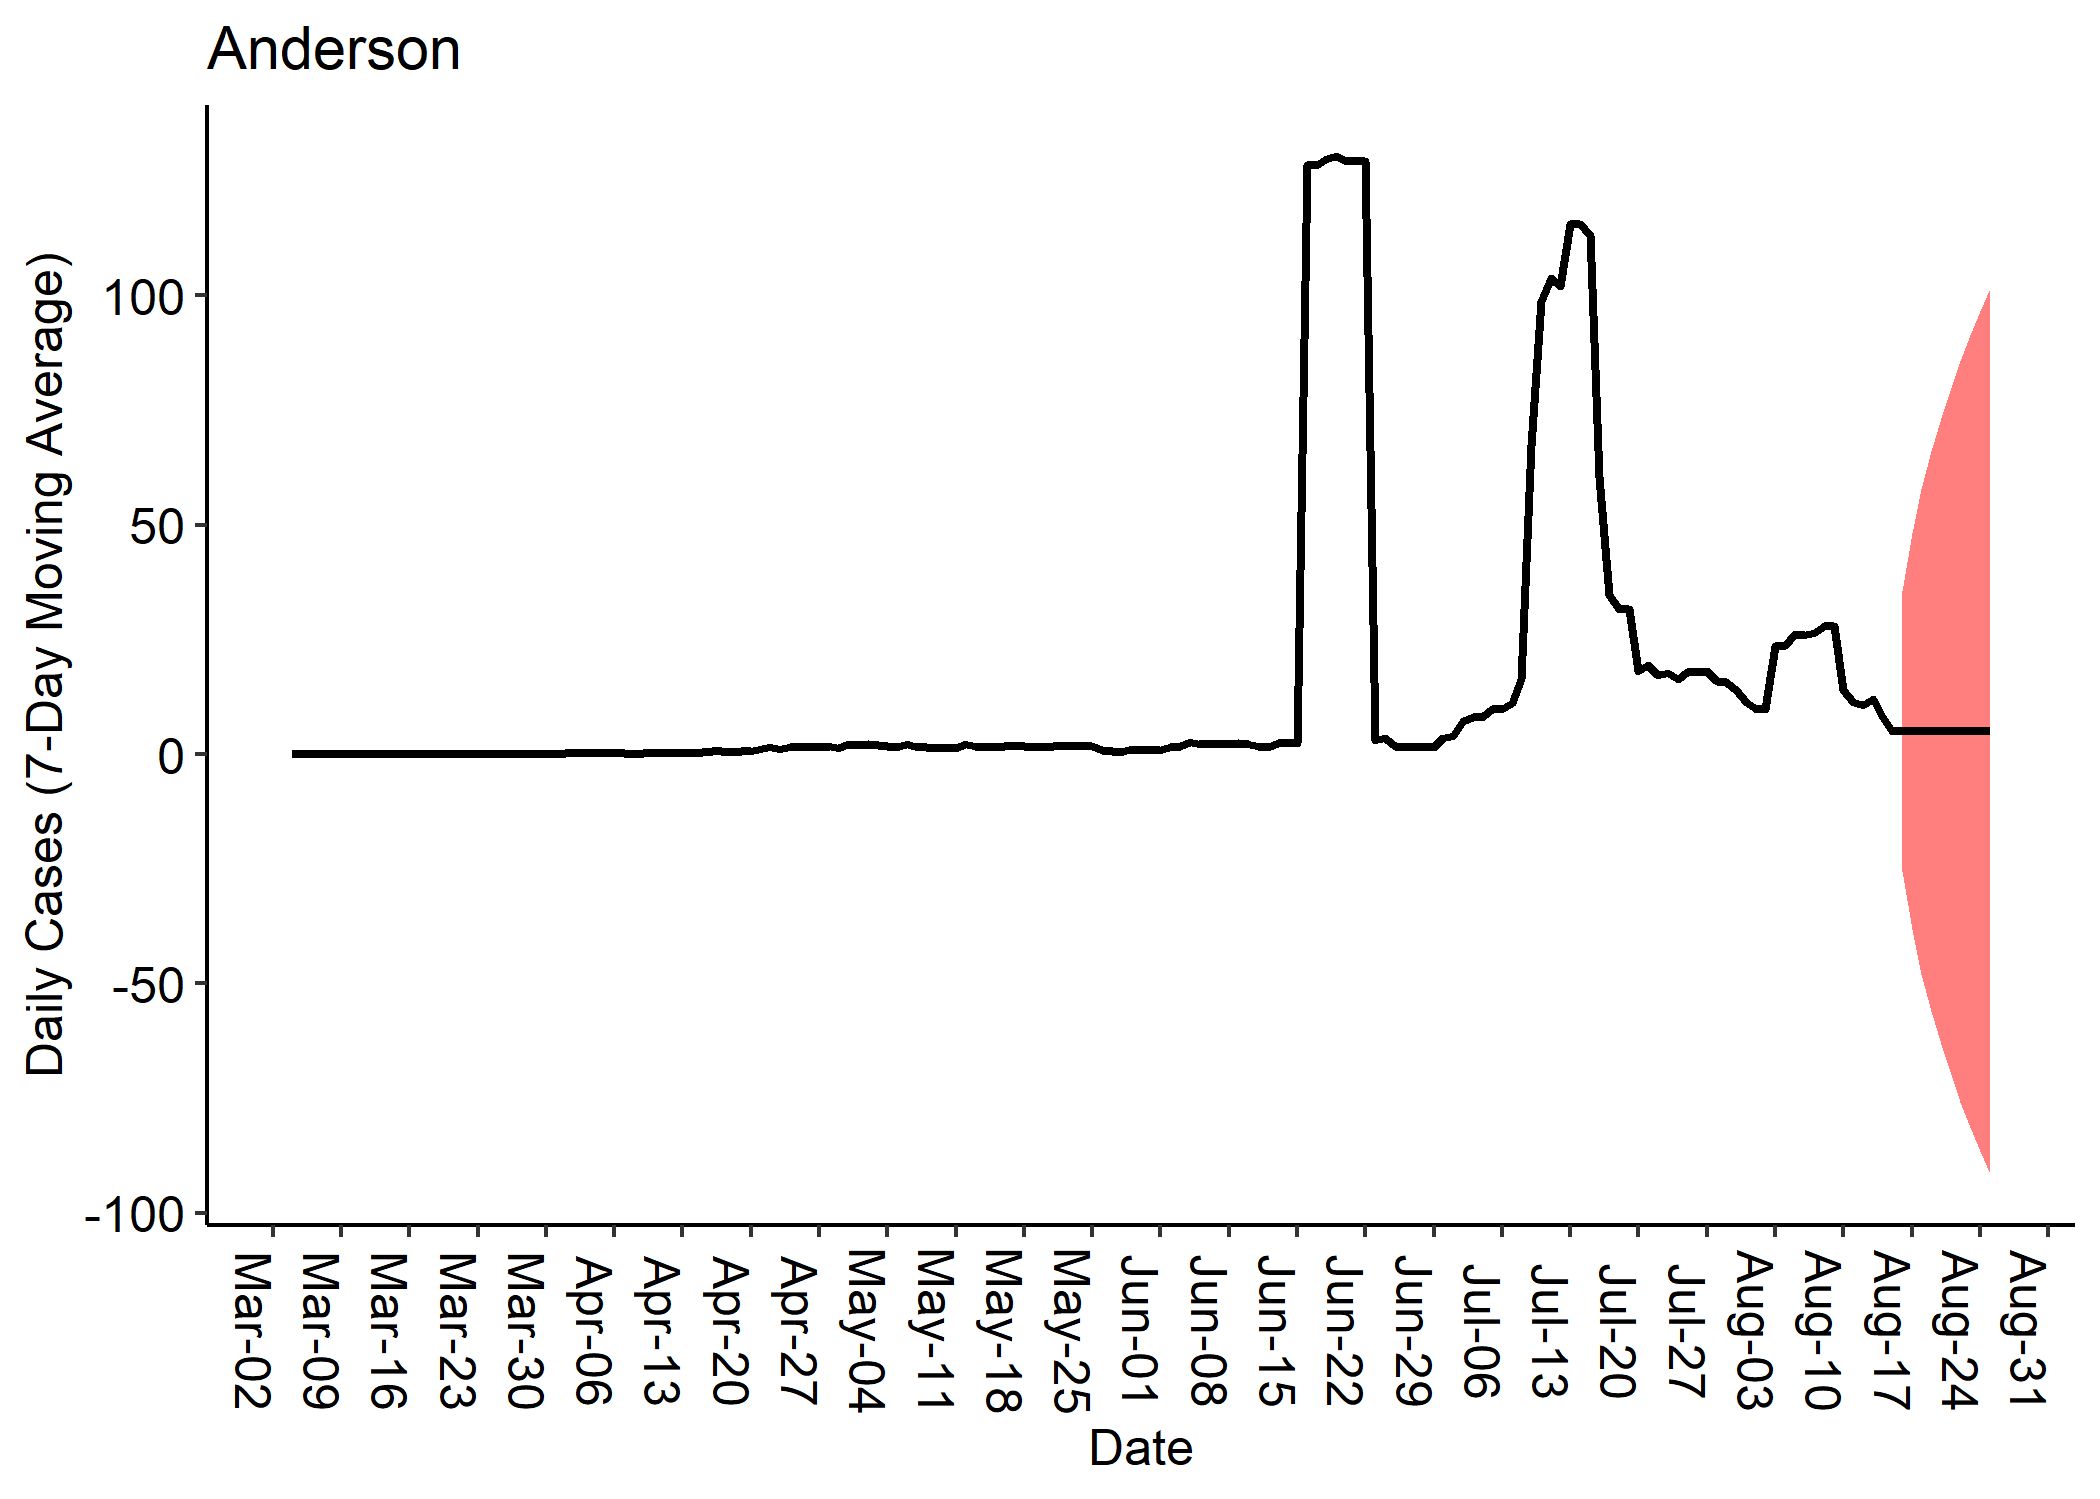 Anderson
Daily Cases (7-Day Moving Average)
100
50
0
-50
-100
Mar-02
Mar-09
Mar-16
Mar-23
Mar-30
Apr-06
Apr-13
Apr-20
Apr-27
May-04
May-11
May-18
May-25
Jun-01
Jun-08
Jun-15
Jun-22
Jun-29
Jul-06
Jul-13
Jul-20
Jul-27
Aug-03
Aug-10
Aug-17
Aug-24
Aug-31
Date